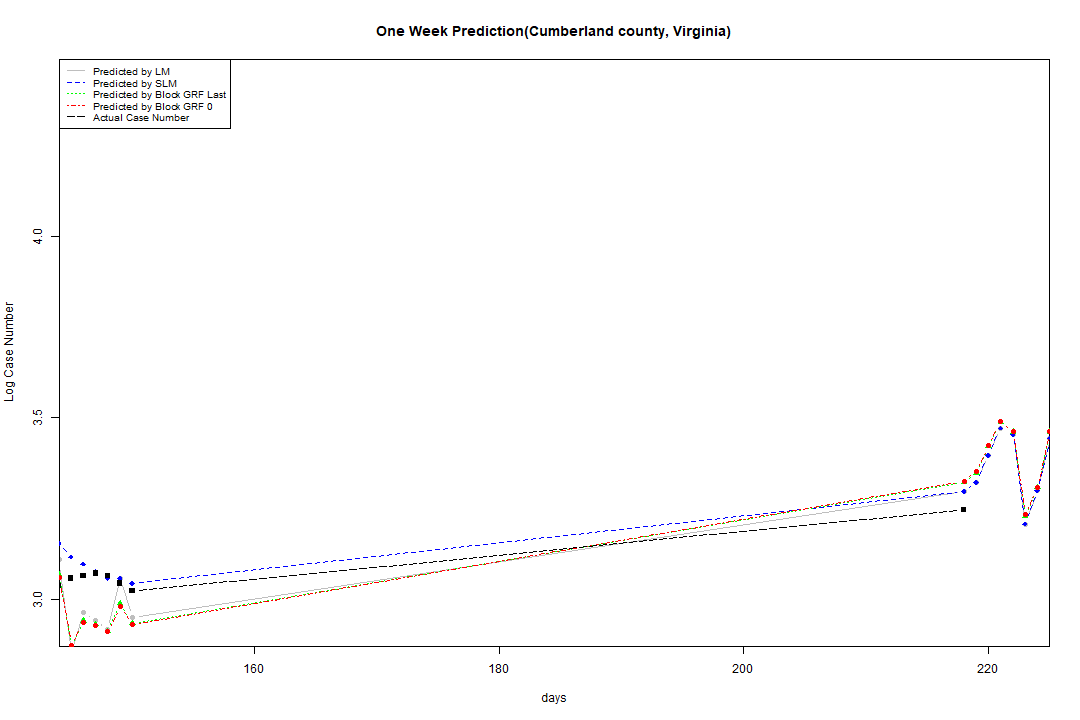 One Week Prediction(Cumberland county, Virginia)
Predicted by LM
Predicted by SLM
Predicted by Block GRF Last
Predicted by Block GRF 0
Actual Case Number
4.0
3.5
3.0
Log Case Number
160 180 200 220
days